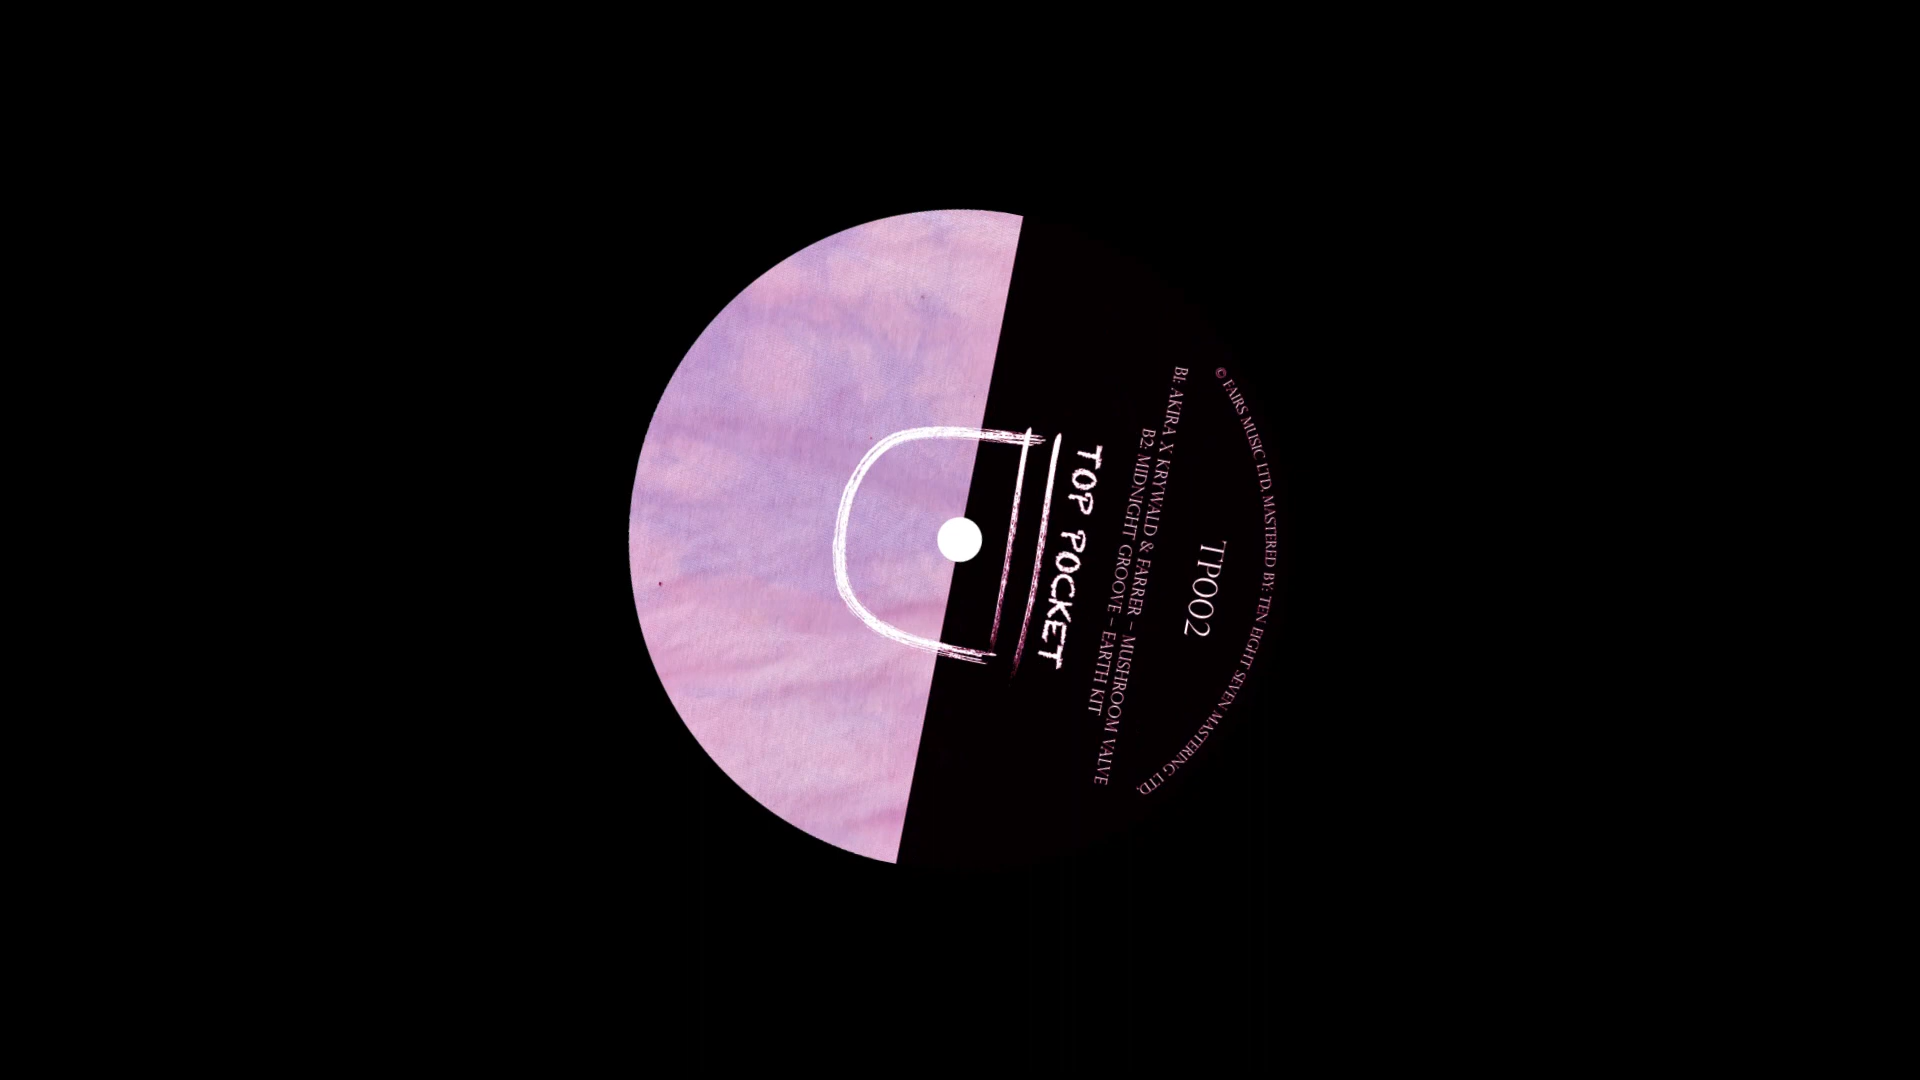 © FAIRS MUSIC LTD, MASTERED BY: TEN EIGHT SEVEN MASTERING LTD.
TP002
B1: AKIRA X KRYWALD & FARRER – MUSHROOM VALVE
B2: MIDNIGHT GROOVE – EARTH KIT
TOP POCKET